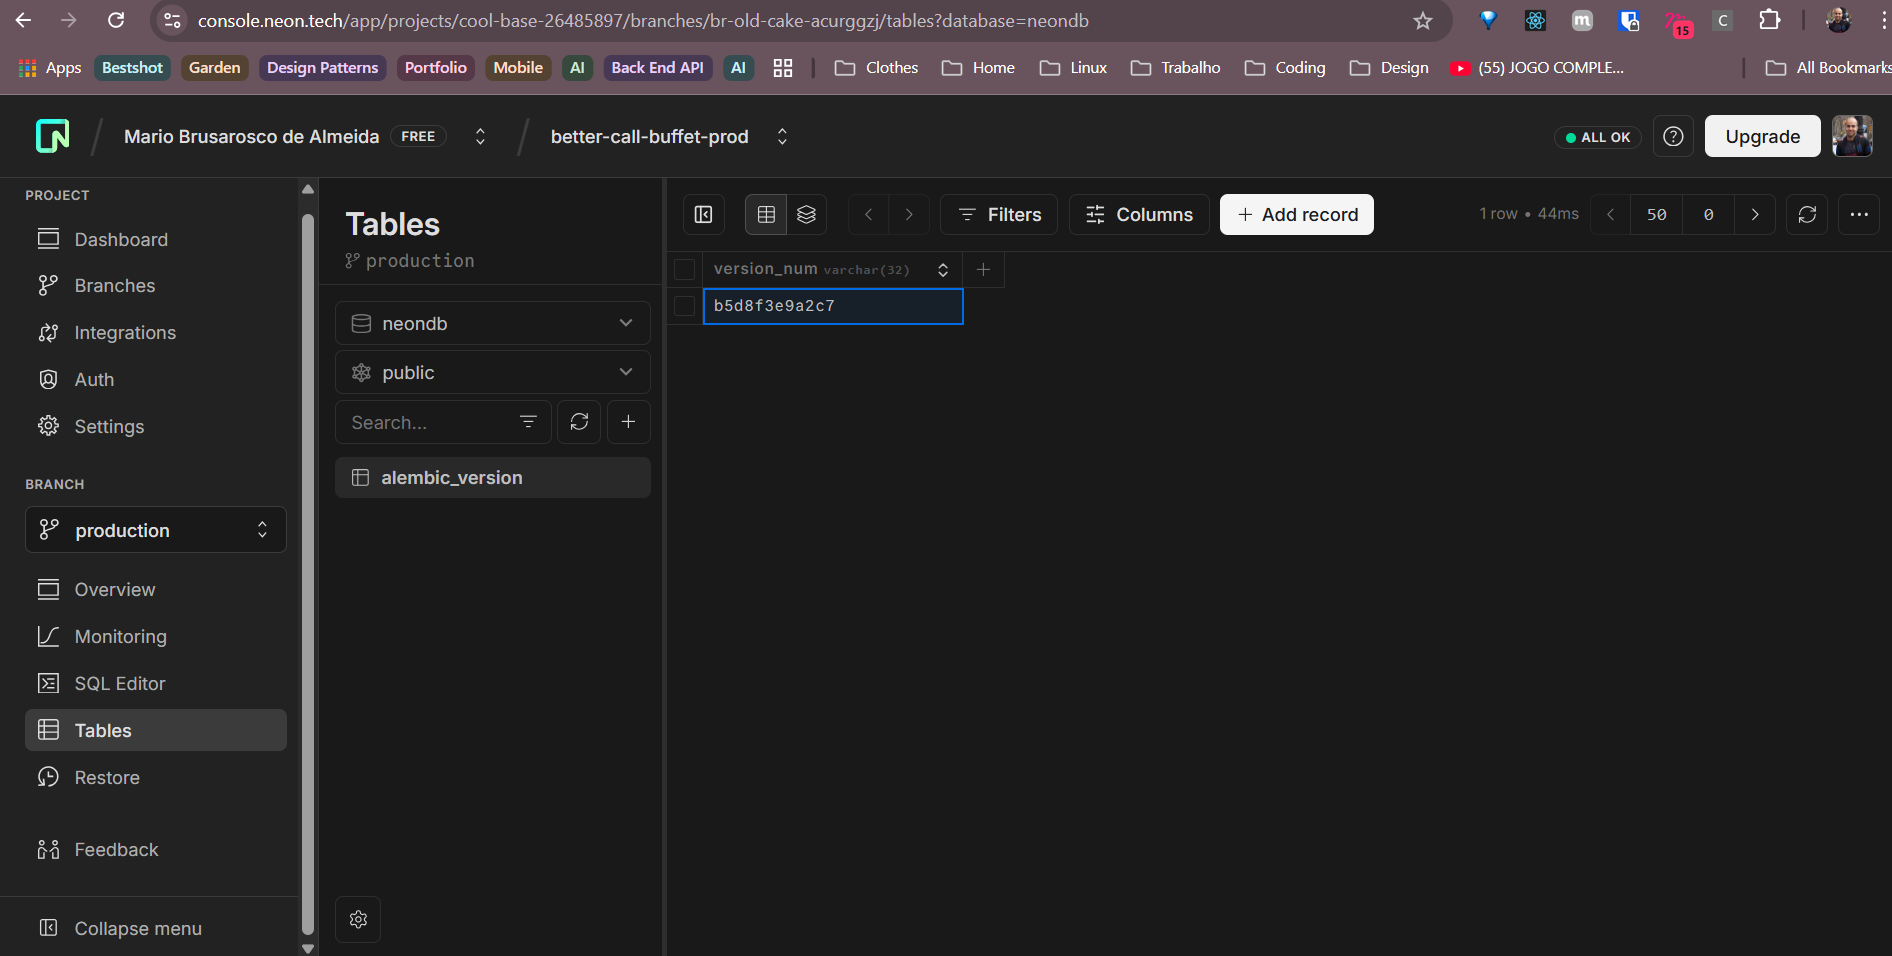 console.neon.tech/app/projects/cool-base-26485897/branches/br-old-cake-acurggzj/tables?database=neondb
m
15
C
Apps
Bestshot
Garden
Design Patterns
Portfolio
Mobile
AI
Back End API
AI
Clothes
Home
Linux
Trabalho
Coding
Design
(55) JOGO COMPLE...
All Bookmarks
Mario Brusarosco de Almeida
FREE
better-call-buffet-prod
ALL OK
Upgrade
PROJECT
Dashboard
Branches
Integrations
Auth
Settings
BRANCH
production
Overview
Monitoring
SQL Editor
Tables
Restore
Feedback
Collapse menu
Tables
production
neondb
public
Search...
alembic_version
Filters
Columns
Add record
1 row • 44ms
50
0
version_num varchar(32)
b5d8f3e9a2c7